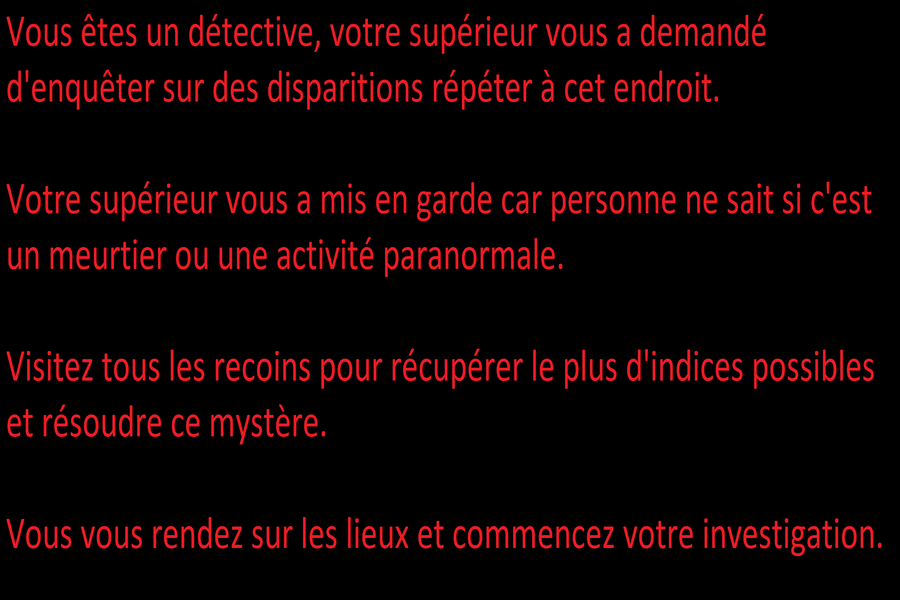 Vous êtes un détective, votre supérieur vous a demandé
d'enquêter sur des disparitions répéter à cet endroit.
Votre supérieur vous a mis en garde car personne ne sait si c'est
un meurtier ou une activité paranormale.
Visitez tous les recoins pour récupérer le plus d'indices possibles
et résoudre ce mystère.
Vous vous rendez sur les lieux et commencez votre investigation.